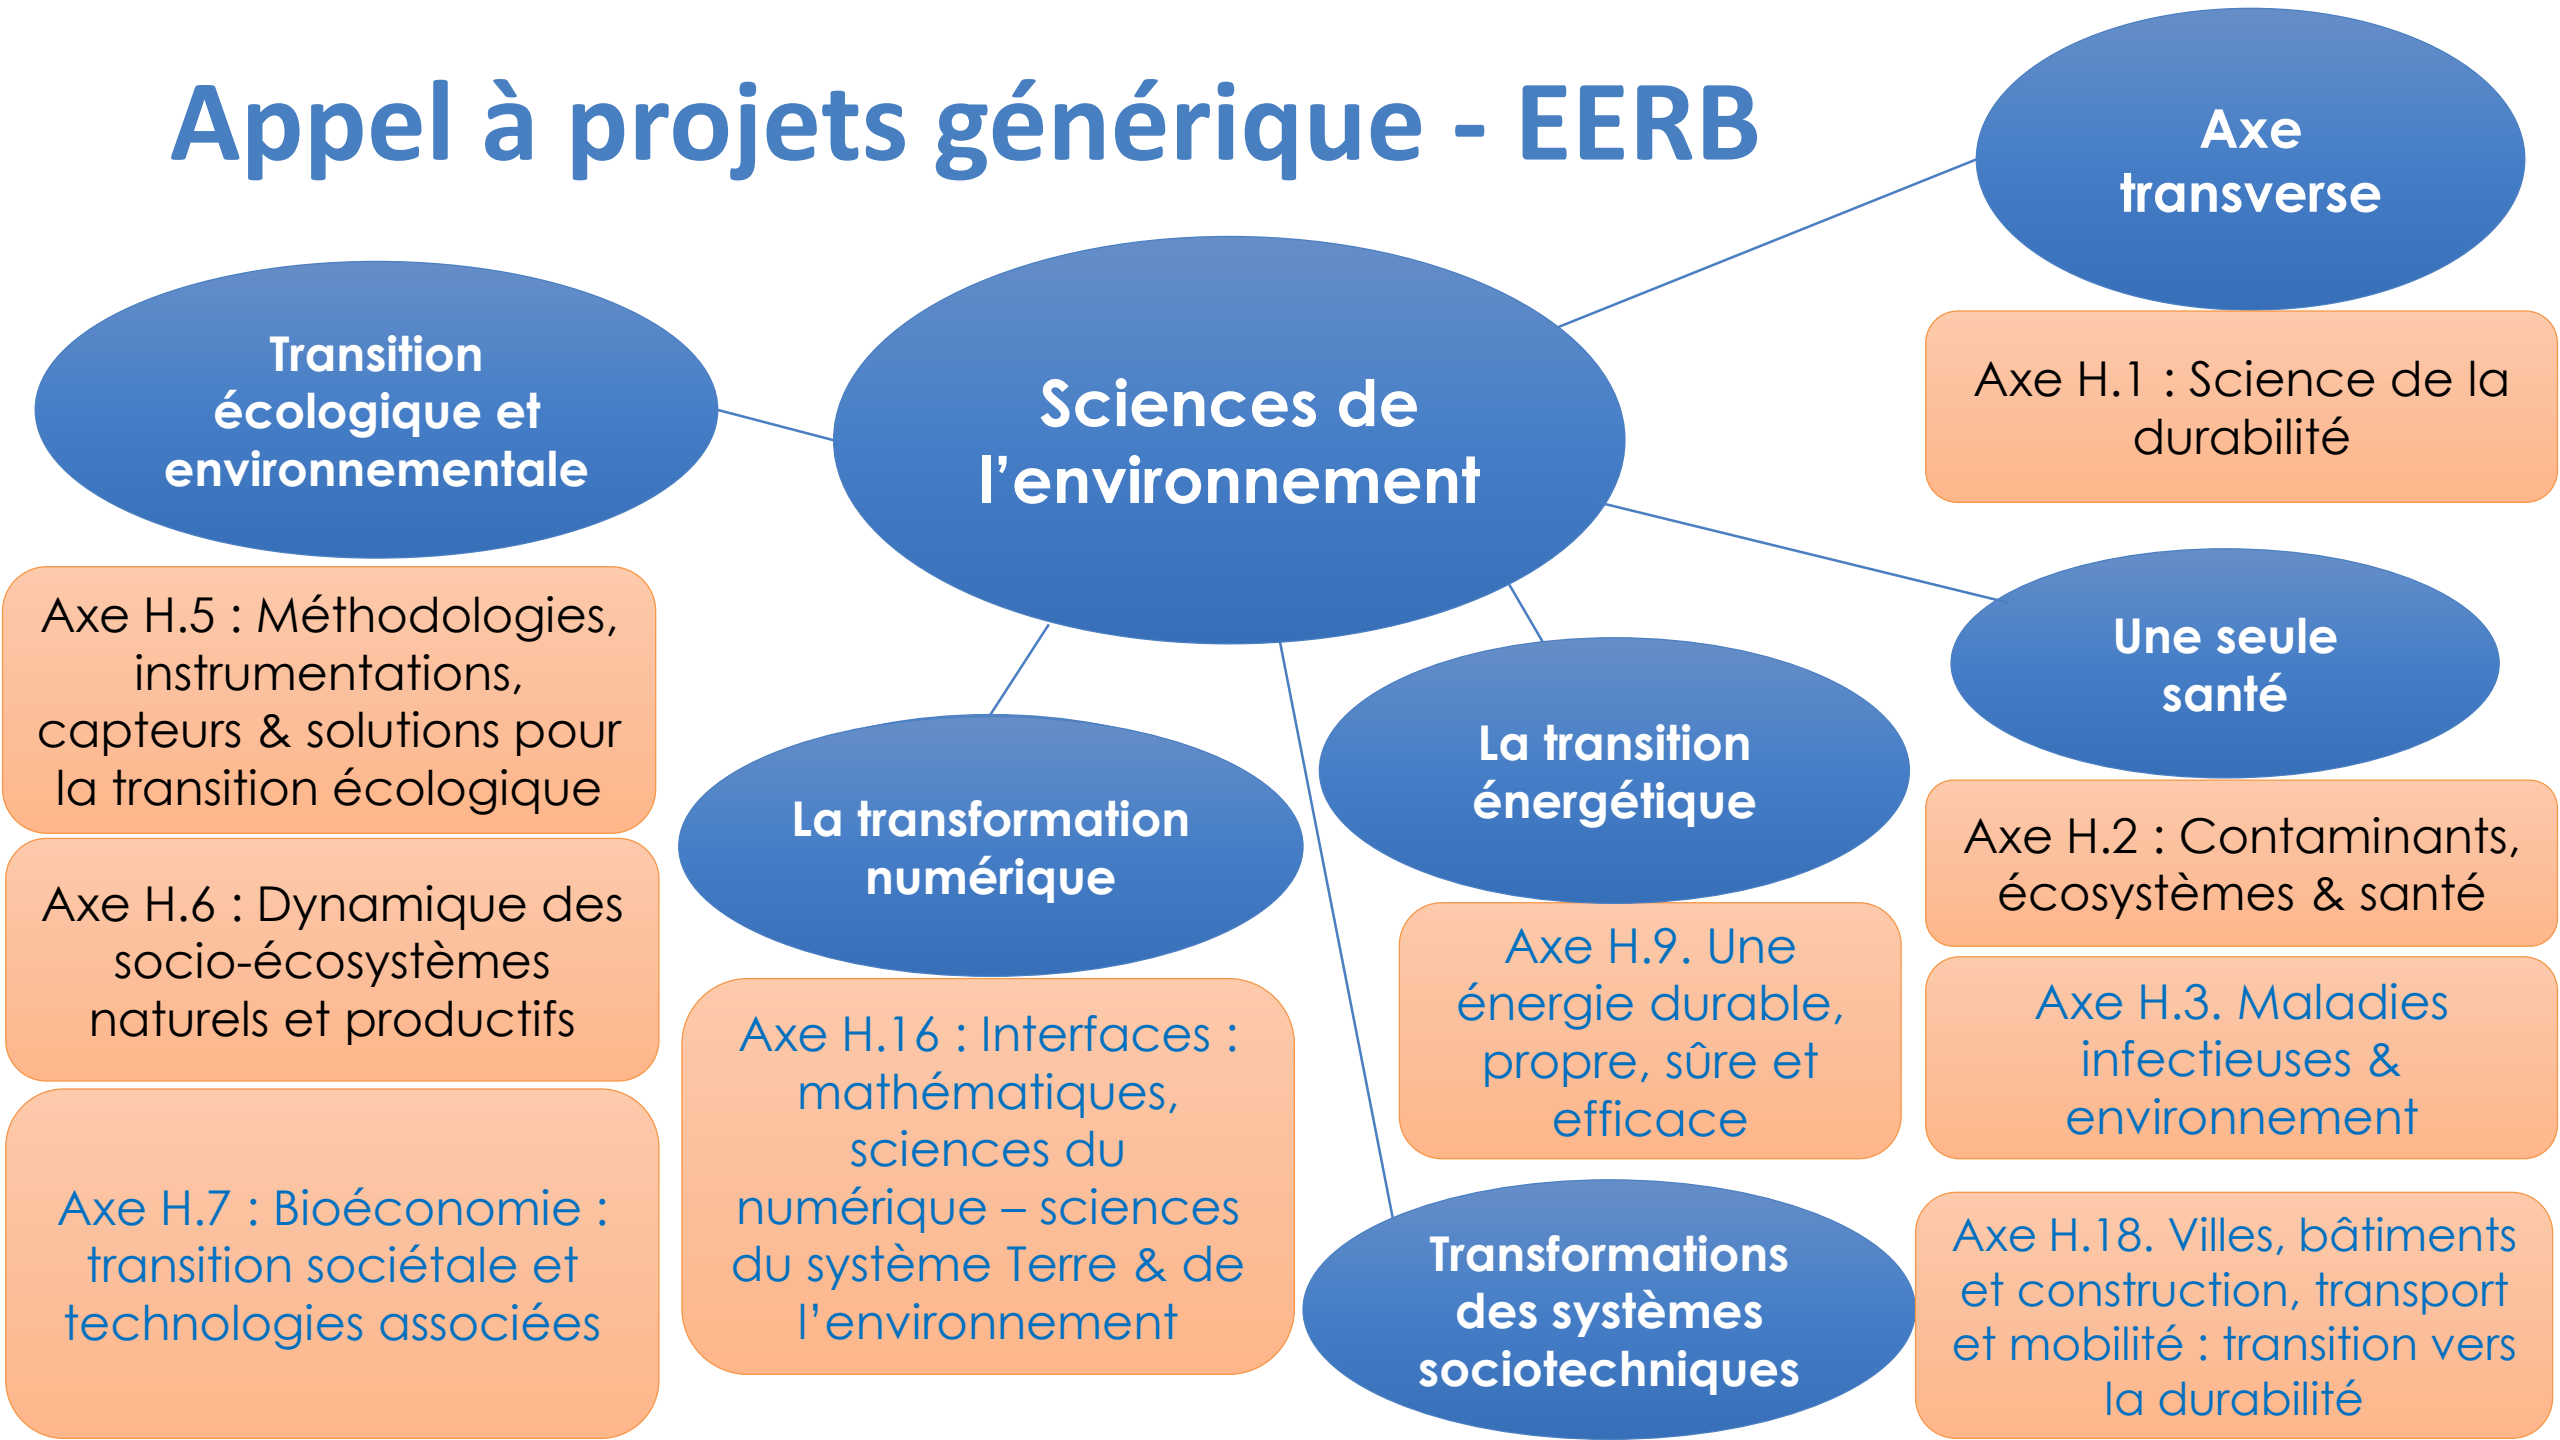 Appel à projets générique - EERB
Axe
transverse
Axe H.1 : Science de la
durabilité
Sciences de
l’environnement
Transition
écologique et
environnementale
Axe H.5 : Méthodologies,
instrumentations,
capteurs & solutions pour
la transition écologique
Axe H.6 : Dynamique des
socio-écosystèmes
naturels et productifs
Axe H.7 : Bioéconomie :
transition sociétale et
technologies associées
La transformation
numérique
Axe H.16 : Interfaces :
mathématiques,
sciences du
numérique – sciences
du système Terre & de
l’environnement
La transition
énergétique
Axe H.9. Une
énergie durable,
propre, sûre et
efficace
Transformations
des systèmes
sociotechniques
Axe H.18. Villes, bâtiments
et construction, transport
et mobilité : transition vers
la durabilité
Une seule
santé
Axe H.2 : Contaminants,
écosystèmes & santé
Axe H.3. Maladies
infectieuses &
environnement